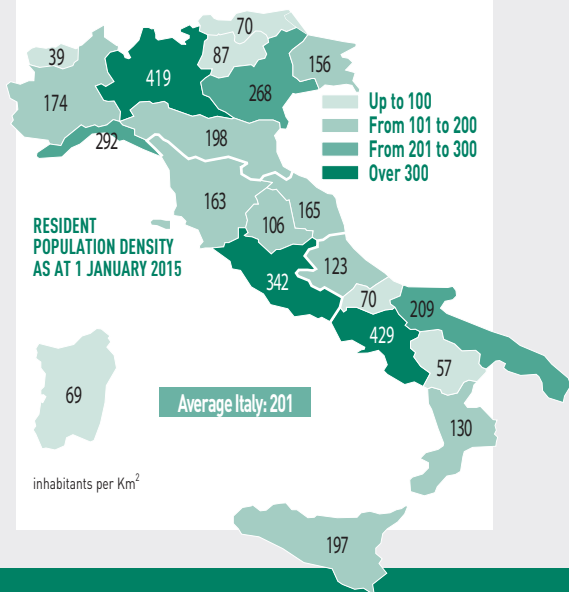 70
39
87
419
156
174
268
Up to 100
From 101 to 200
292
198
From 201 to 300
Over 300
163
165
106
RESIDENT
POPULATION DENSITY
AS AT 1 JANUARY 2015
123
342
70
209
429
57
69
Average Italy: 201
130
inhabitants per Km²
197